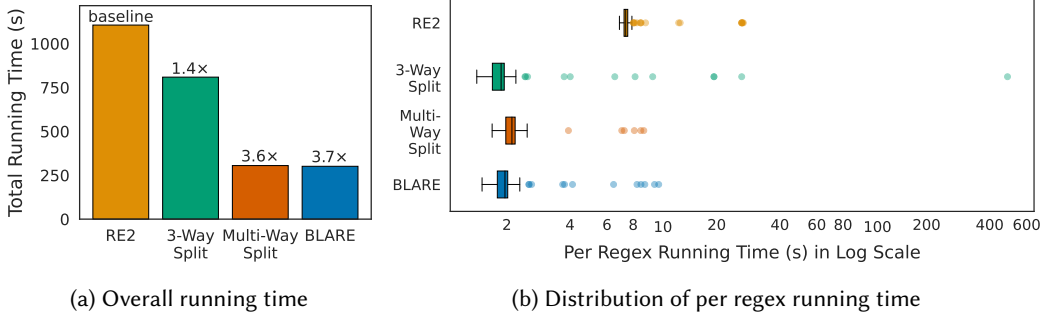 Total Running Time (s)
1000
750
500
250
0
baseline
1.4×
3.6×
3.7×
RE2
3-Way
Split
Multi-Way
Split
BLARE
(a) Overall running time
RE2
3-Way
Split
Multi-
Way
Split
BLARE
2 4 6 8 10 20 40 60 80 100 200 400 600
Per Regex Running Time (s) in Log Scale
(b) Distribution of per regex running time